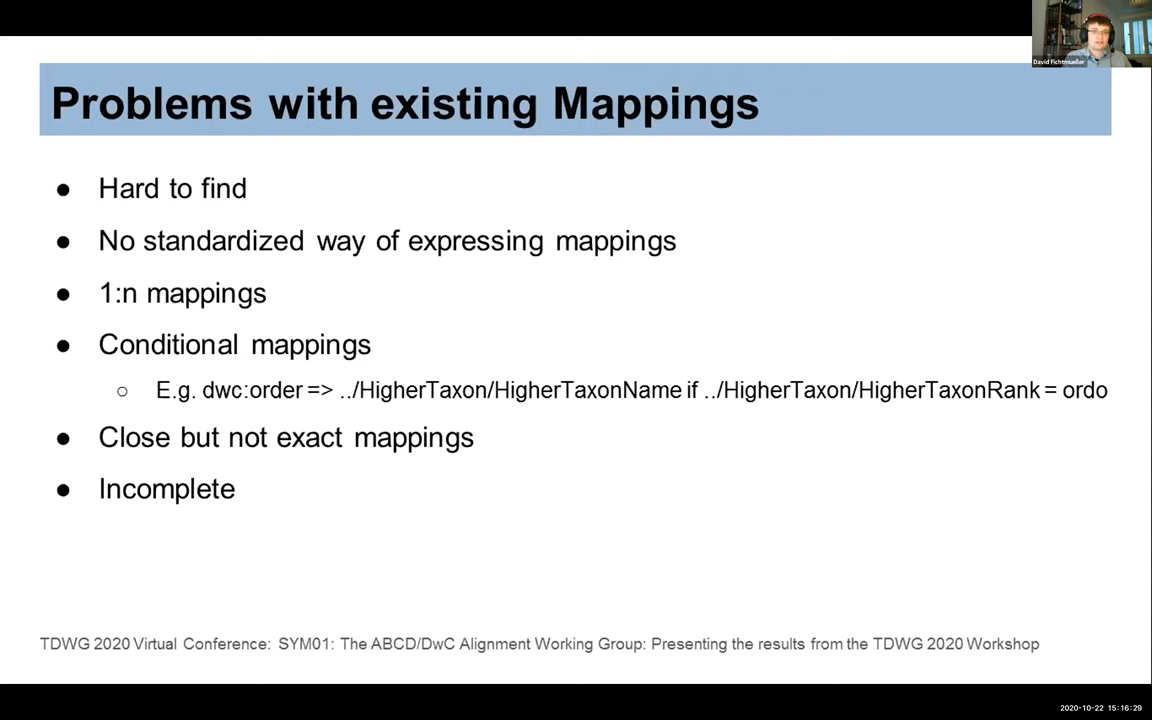 David Fichtmueller
Problems with existing Mappings
● Hard to find
● No standardized way of expressing mappings
● 1:n mappings
● Conditional mappings
○ E.g. dwc:order => ../HigherTaxon/HigherTaxonName if ../HigherTaxon/HigherTaxonRank = ordo
● Close but not exact mappings
● Incomplete
TDWG 2020 Virtual Conference: SYM01: The ABCD/DwC Alignment Working Group: Presenting the results from the TDWG 2020 Workshop
2020-10-22 15:16:29